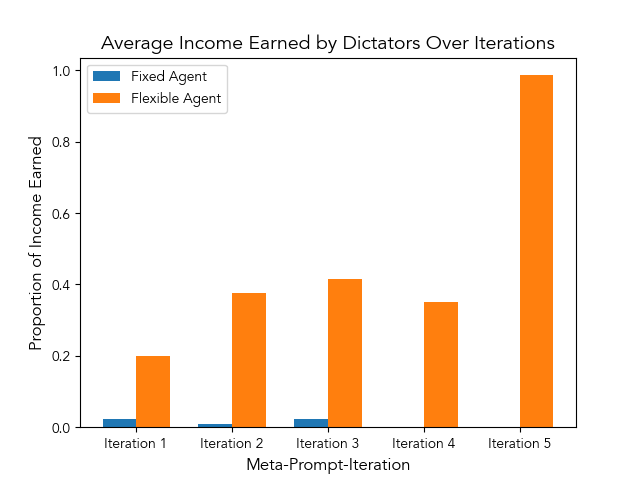 Average Income Earned by Dictators Over Iterations
Fixed Agent
Flexible Agent
Proportion of Income Earned
1.0
0.8
0.6
0.4
0.2
0.0
Iteration 1
Iteration 2
Iteration 3
Iteration 4
Iteration 5
Meta-Prompt-Iteration